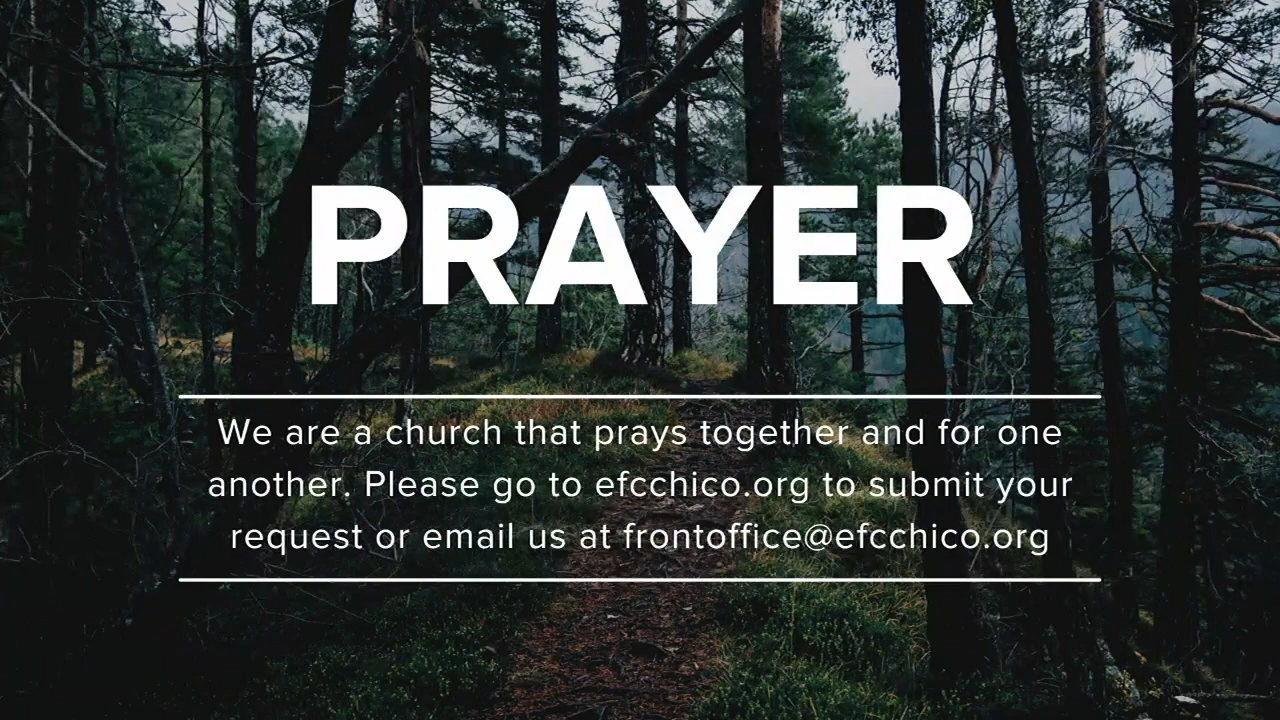 PRAYER
We are a church that prays together and for one
another. Please go to efcchico.org to submit your
request or email us at frontoffice@efcchico.org